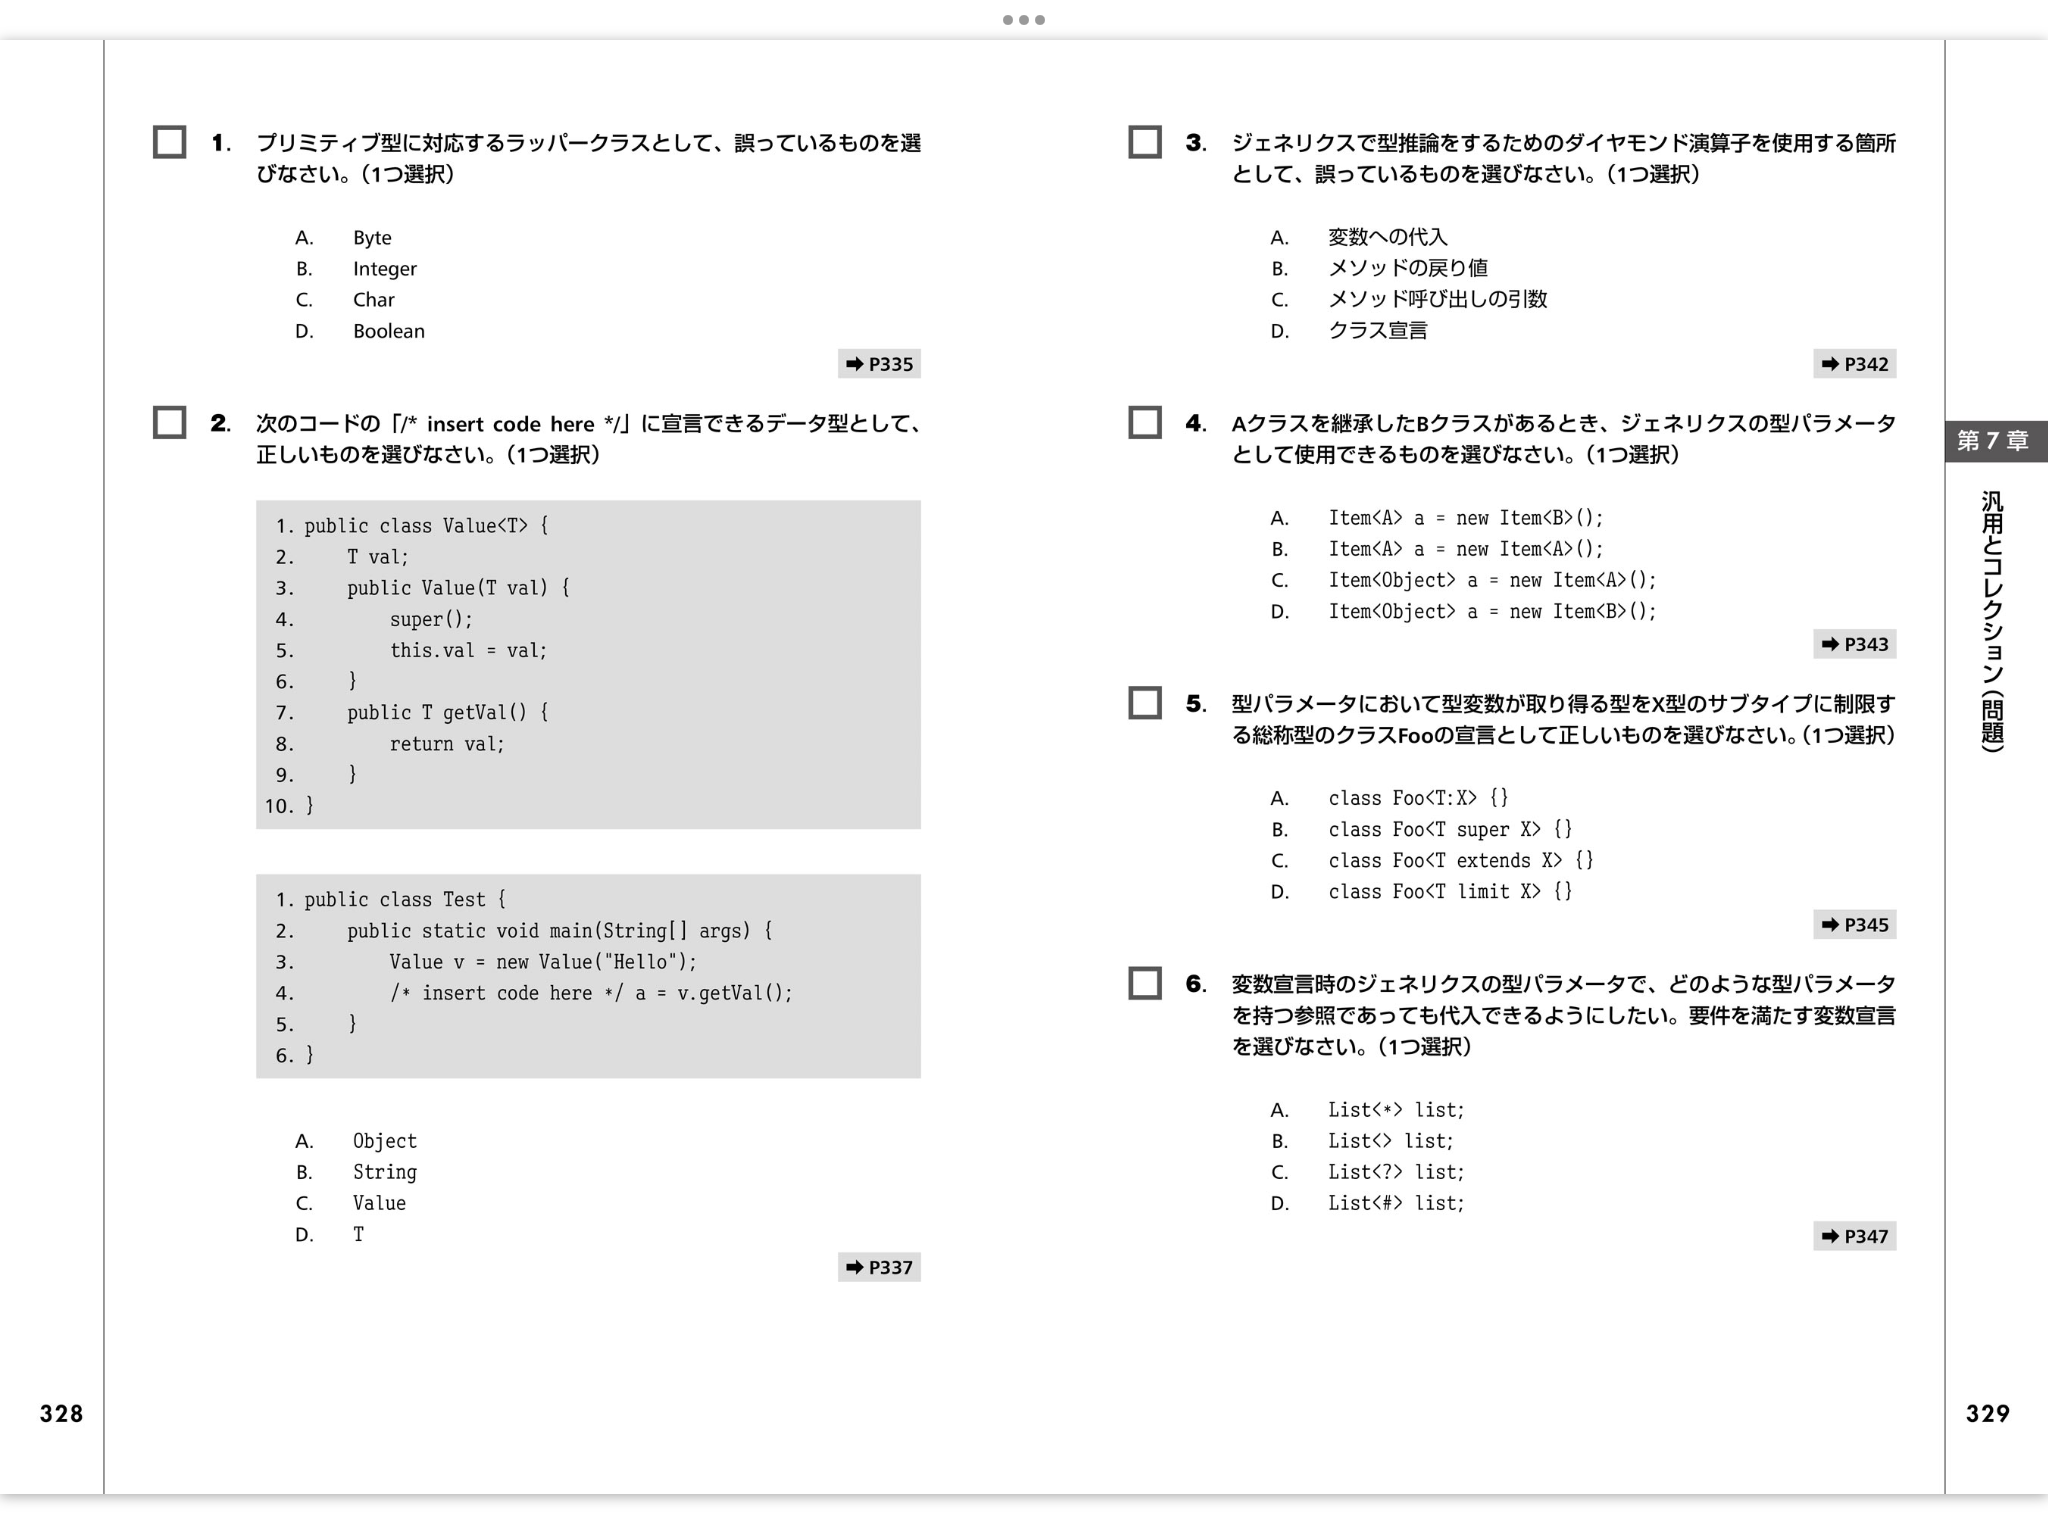 1. プリミティブ型に対応するラッパークラスとして、誤っているものを選
びなさい。（1つ選択）
A. Byte
B. Integer
C. Char
D. Boolean
➡ P335
2. 次のコードの「/* insert code here */」に宣言できるデータ型として、
正しいものを選びなさい。（1つ選択）
1. public class Value<T> {
2.     T val;
3.     public Value(T val) {
4.         super();
5.         this.val = val;
6.     }
7.     public T getVal() {
8.         return val;
9.     }
10. }
1. public class Test {
2.     public static void main(String[] args) {
3.         Value v = new Value("Hello");
4.         /* insert code here */ a = v.getVal();
5.     }
6. }
A. Object
B. String
C. Value
D. T
➡ P337
328
3. ジェネリクスで型推論をするためのダイヤモンド演算子を使用する箇所
として、誤っているものを選びなさい。（1つ選択）
A. 変数への代入
B. メソッドの戻り値
C. メソッド呼び出しの引数
D. クラス宣言
➡ P342
4. Aクラスを継承したBクラスがあるとき、ジェネリクスの型パラメータ
として使用できるものを選びなさい。（1つ選択）
A. Item<A> a = new Item<B>();
B. Item<A> a = new Item<A>();
C. Item<Object> a = new Item<A>();
D. Item<Object> a = new Item<B>();
➡ P343
5. 型パラメータにおいて型変数が取り得る型をX型のサブタイプに制限す
る総称型のクラスFooの宣言として正しいものを選びなさい。（1つ選択）
A. class Foo<T:X> {}
B. class Foo<T super X> {}
C. class Foo<T extends X> {}
D. class Foo<T limit X> {}
➡ P345
6. 変数宣言時のジェネリクスの型パラメータで、どのような型パラメータ
を持つ参照であっても代入できるようにしたい。要件を満たす変数宣言
を選びなさい。（1つ選択）
A. List<*> list;
B. List<> list;
C. List<?> list;
D. List<#> list;
➡ P347
第7章
汎用とコレクション（問題）
329